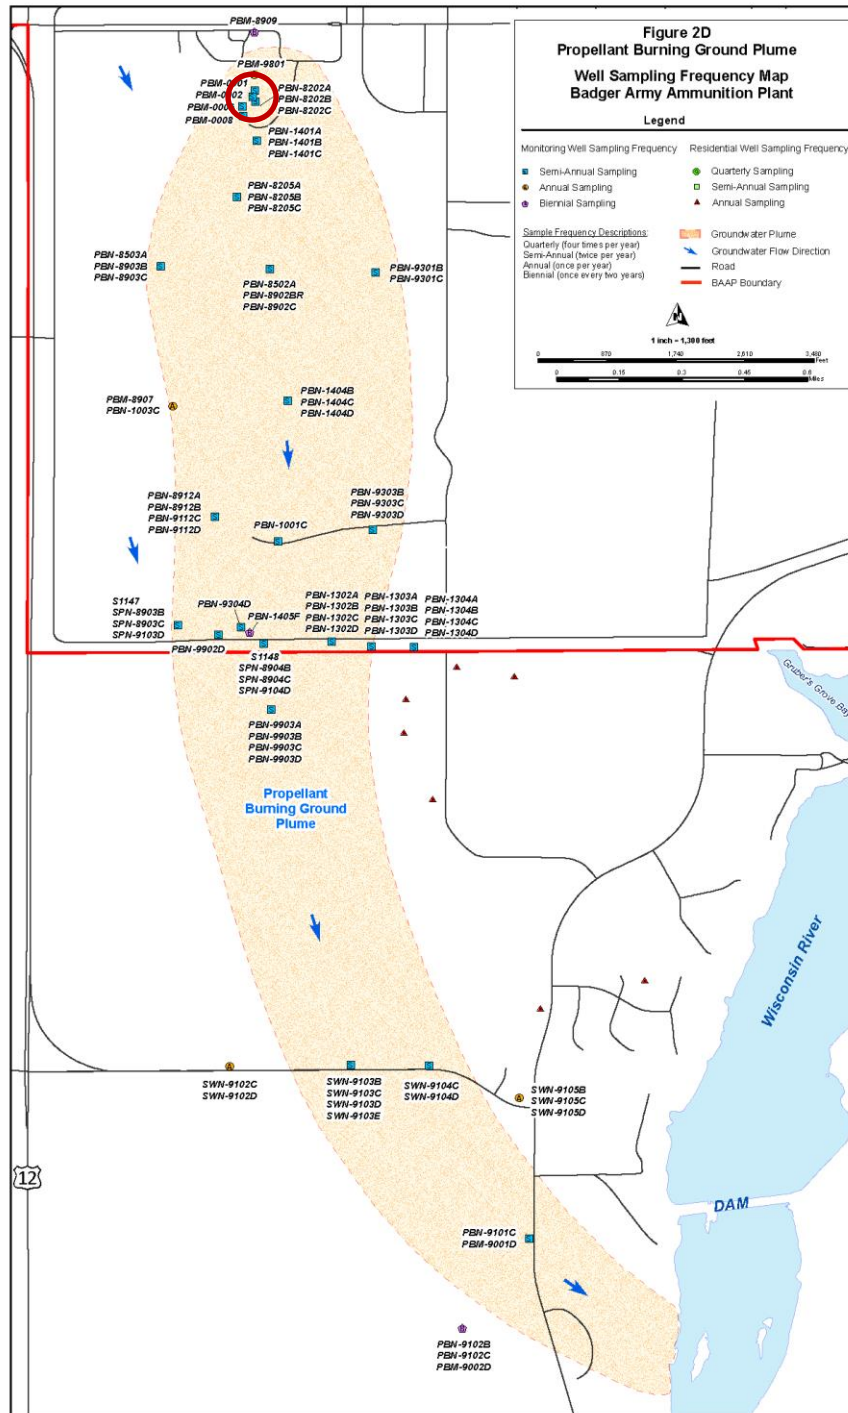 Figure 2D
Propellant Burning Ground Plume
Well Sampling Frequency Map
Badger Army Ammunition Plant
Legend
Monitoring Well Sampling Frequency
S Semi-Annual Sampling
A Annual Sampling
B Biennial Sampling
Residential Well Sampling Frequency
Quarterly Sampling
Semi-Annual Sampling
Annual Sampling
Sample Frequency Descriptions:
Quarterly (four times per year)
Semi-Annual (twice per year)
Annual (once per year)
Biennial (once every two years)
Groundwater Plume
Groundwater Flow Direction
Road
BAAP Boundary
N
1 inch = 1,300 feet
0 870 1,740 2,610 3,480
Feet
0 0.15 0.3 0.45 0.6
Miles
PBM-8909
PBM-9801
PBM-0002
PBM-0008
PBN-8202A
PBN-8202B
PBN-8202C
PBN-1401A
PBN-1401B
PBN-1401C
PBN-8205A
PBN-8205B
PBN-8205C
PBN-8503A
PBN-8903B
PBN-8903C
PBN-8502A
PBN-8902BR
PBN-8902C
PBN-9301B
PBN-9301C
PBM-8907
PBN-1003C
PBN-1404B
PBN-1404C
PBN-1404D
PBN-8912A
PBN-8912B
PBN-9112C
PBN-9112D
PBN-1001C
PBN-9303B
PBN-9303C
PBN-9303D
S1147
SPN-8903B
SPN-8903C
SPN-9103D
PBN-9304D
PBN-1405F
PBN-1302A
PBN-1302B
PBN-1302C
PBN-1302D
PBN-1303A
PBN-1303B
PBN-1303C
PBN-1303D
PBN-1304A
PBN-1304B
PBN-1304C
PBN-1304D
PBN-9902D
S1148
SPN-8904B
SPN-8904C
SPN-9104D
PBN-9903A
PBN-9903B
PBN-9903C
PBN-9903D
Gruber's Grove Bay
Propellant
Burning Ground
Plume
Wisconsin River
SWN-9102C
SWN-9102D
SWN-9103B
SWN-9103C
SWN-9103D
SWN-9103E
SWN-9104C
SWN-9104D
SWN-9105B
SWN-9105C
SWN-9105D
12
DAM
PBN-9101C
PBM-9001D
PBN-9102B
PBN-9102C
PBM-9002D